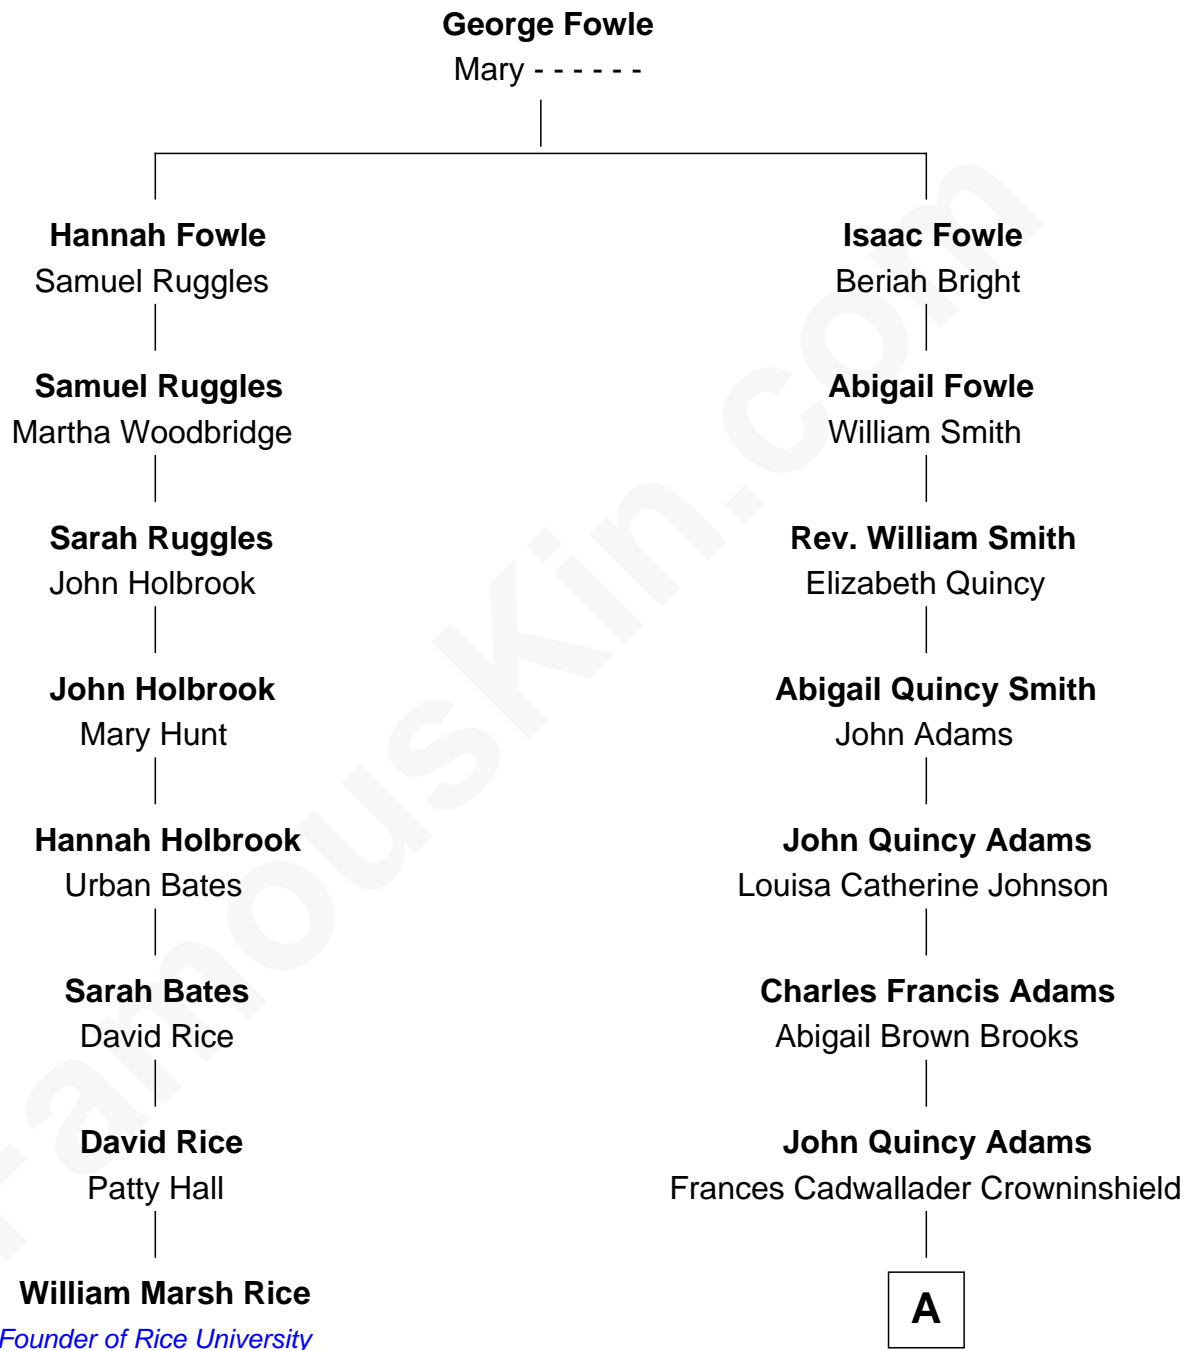 George Fowle
Mary - - - - - -
Hannah Fowle
Samuel Ruggles
Isaac Fowle
Beriah Bright
Samuel Ruggles
Martha Woodbridge
Abigail Fowle
William Smith
Sarah Ruggles
John Holbrook
Rev. William Smith
Elizabeth Quincy
John Holbrook
Mary Hunt
Abigail Quincy Smith
John Adams
Hannah Holbrook
Urban Bates
John Quincy Adams
Louisa Catherine Johnson
Sarah Bates
David Rice
Charles Francis Adams
Abigail Brown Brooks
David Rice
Patty Hall
John Quincy Adams
Frances Cadwallader Crowninshield
William Marsh Rice
Founder of Rice University
A
FamousKin.com